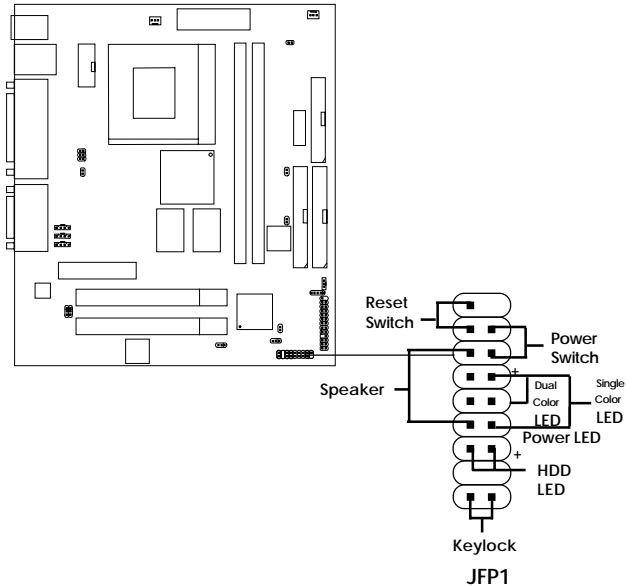 Reset
Switch
Power
Switch
Speaker
+
Dual
Color
LED
Single
Color
LED
Power LED
+
HDD
LED
Keylock
JFP1